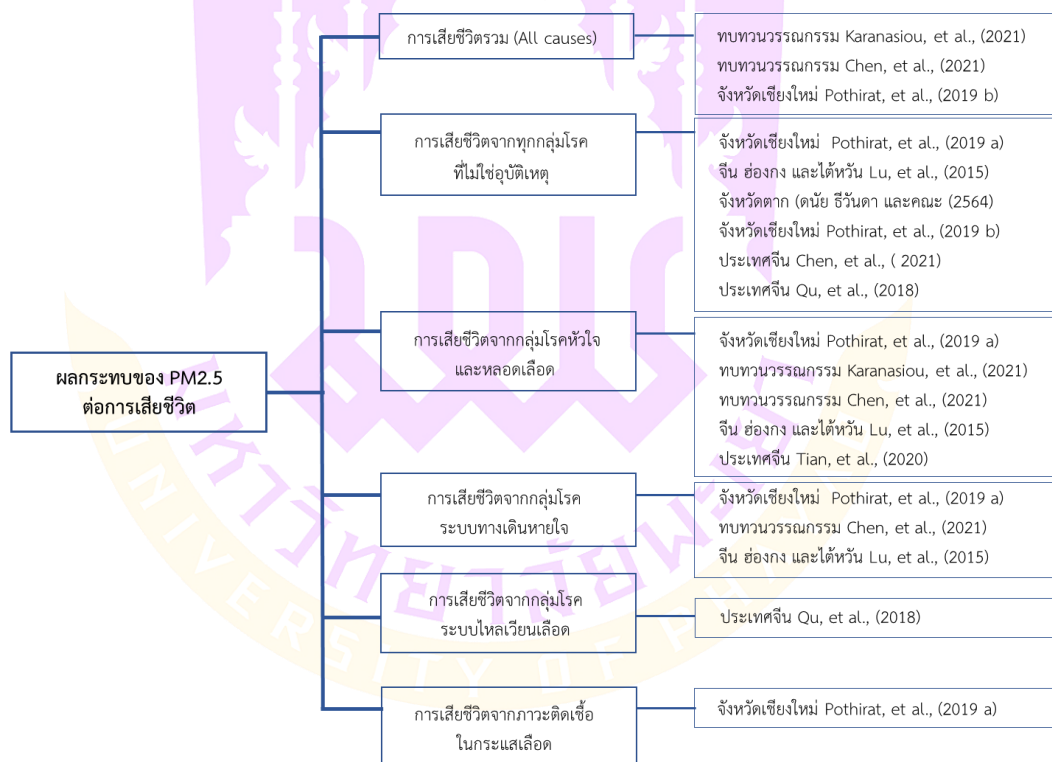 ผลกระทบของ PM2.5
ต่อการเสียชีวิต
การเสียชีวิตรวม (All causes)
ทบทวนวรรณกรรม Karanasiou, et al., (2021)
ทบทวนวรรณกรรม Chen, et al., (2021)
จังหวัดเชียงใหม่ Pothirat, et al., (2019 b)
การเสียชีวิตจากทุกกลุ่มโรค
ที่ไม่ใช่อุบัติเหตุ
จังหวัดเชียงใหม่ Pothirat, et al., (2019 a)
จีน ฮ่องกง และไต้หวัน Lu, et al., (2015)
จังหวัดตาก (ดนัย ธีวันดา และคณะ (2564)
จังหวัดเชียงใหม่ Pothirat, et al., (2019 b)
ประเทศจีน Chen, et al., ( 2021)
ประเทศจีน Qu, et al., (2018)
การเสียชีวิตจากกลุ่มโรคหัวใจ
และหลอดเลือด
จังหวัดเชียงใหม่ Pothirat, et al., (2019 a)
ทบทวนวรรณกรรม Karanasiou, et al., (2021)
ทบทวนวรรณกรรม Chen, et al., (2021)
จีน ฮ่องกง และไต้หวัน Lu, et al., (2015)
ประเทศจีน Tian, et al., (2020)
การเสียชีวิตจากกลุ่มโรค
ระบบทางเดินหายใจ
จังหวัดเชียงใหม่ Pothirat, et al., (2019 a)
ทบทวนวรรณกรรม Chen, et al., (2021)
จีน ฮ่องกง และไต้หวัน Lu, et al., (2015)
การเสียชีวิตจากกลุ่มโรค
ระบบไหลเวียนเลือด
ประเทศจีน Qu, et al., (2018)
การเสียชีวิตจากภาวะติดเชื้อ
ในกระแสเลือด
จังหวัดเชียงใหม่ Pothirat, et al., (2019 a)
มหาวิทยาลัยพะเยา
UNIVERSITY OF PH